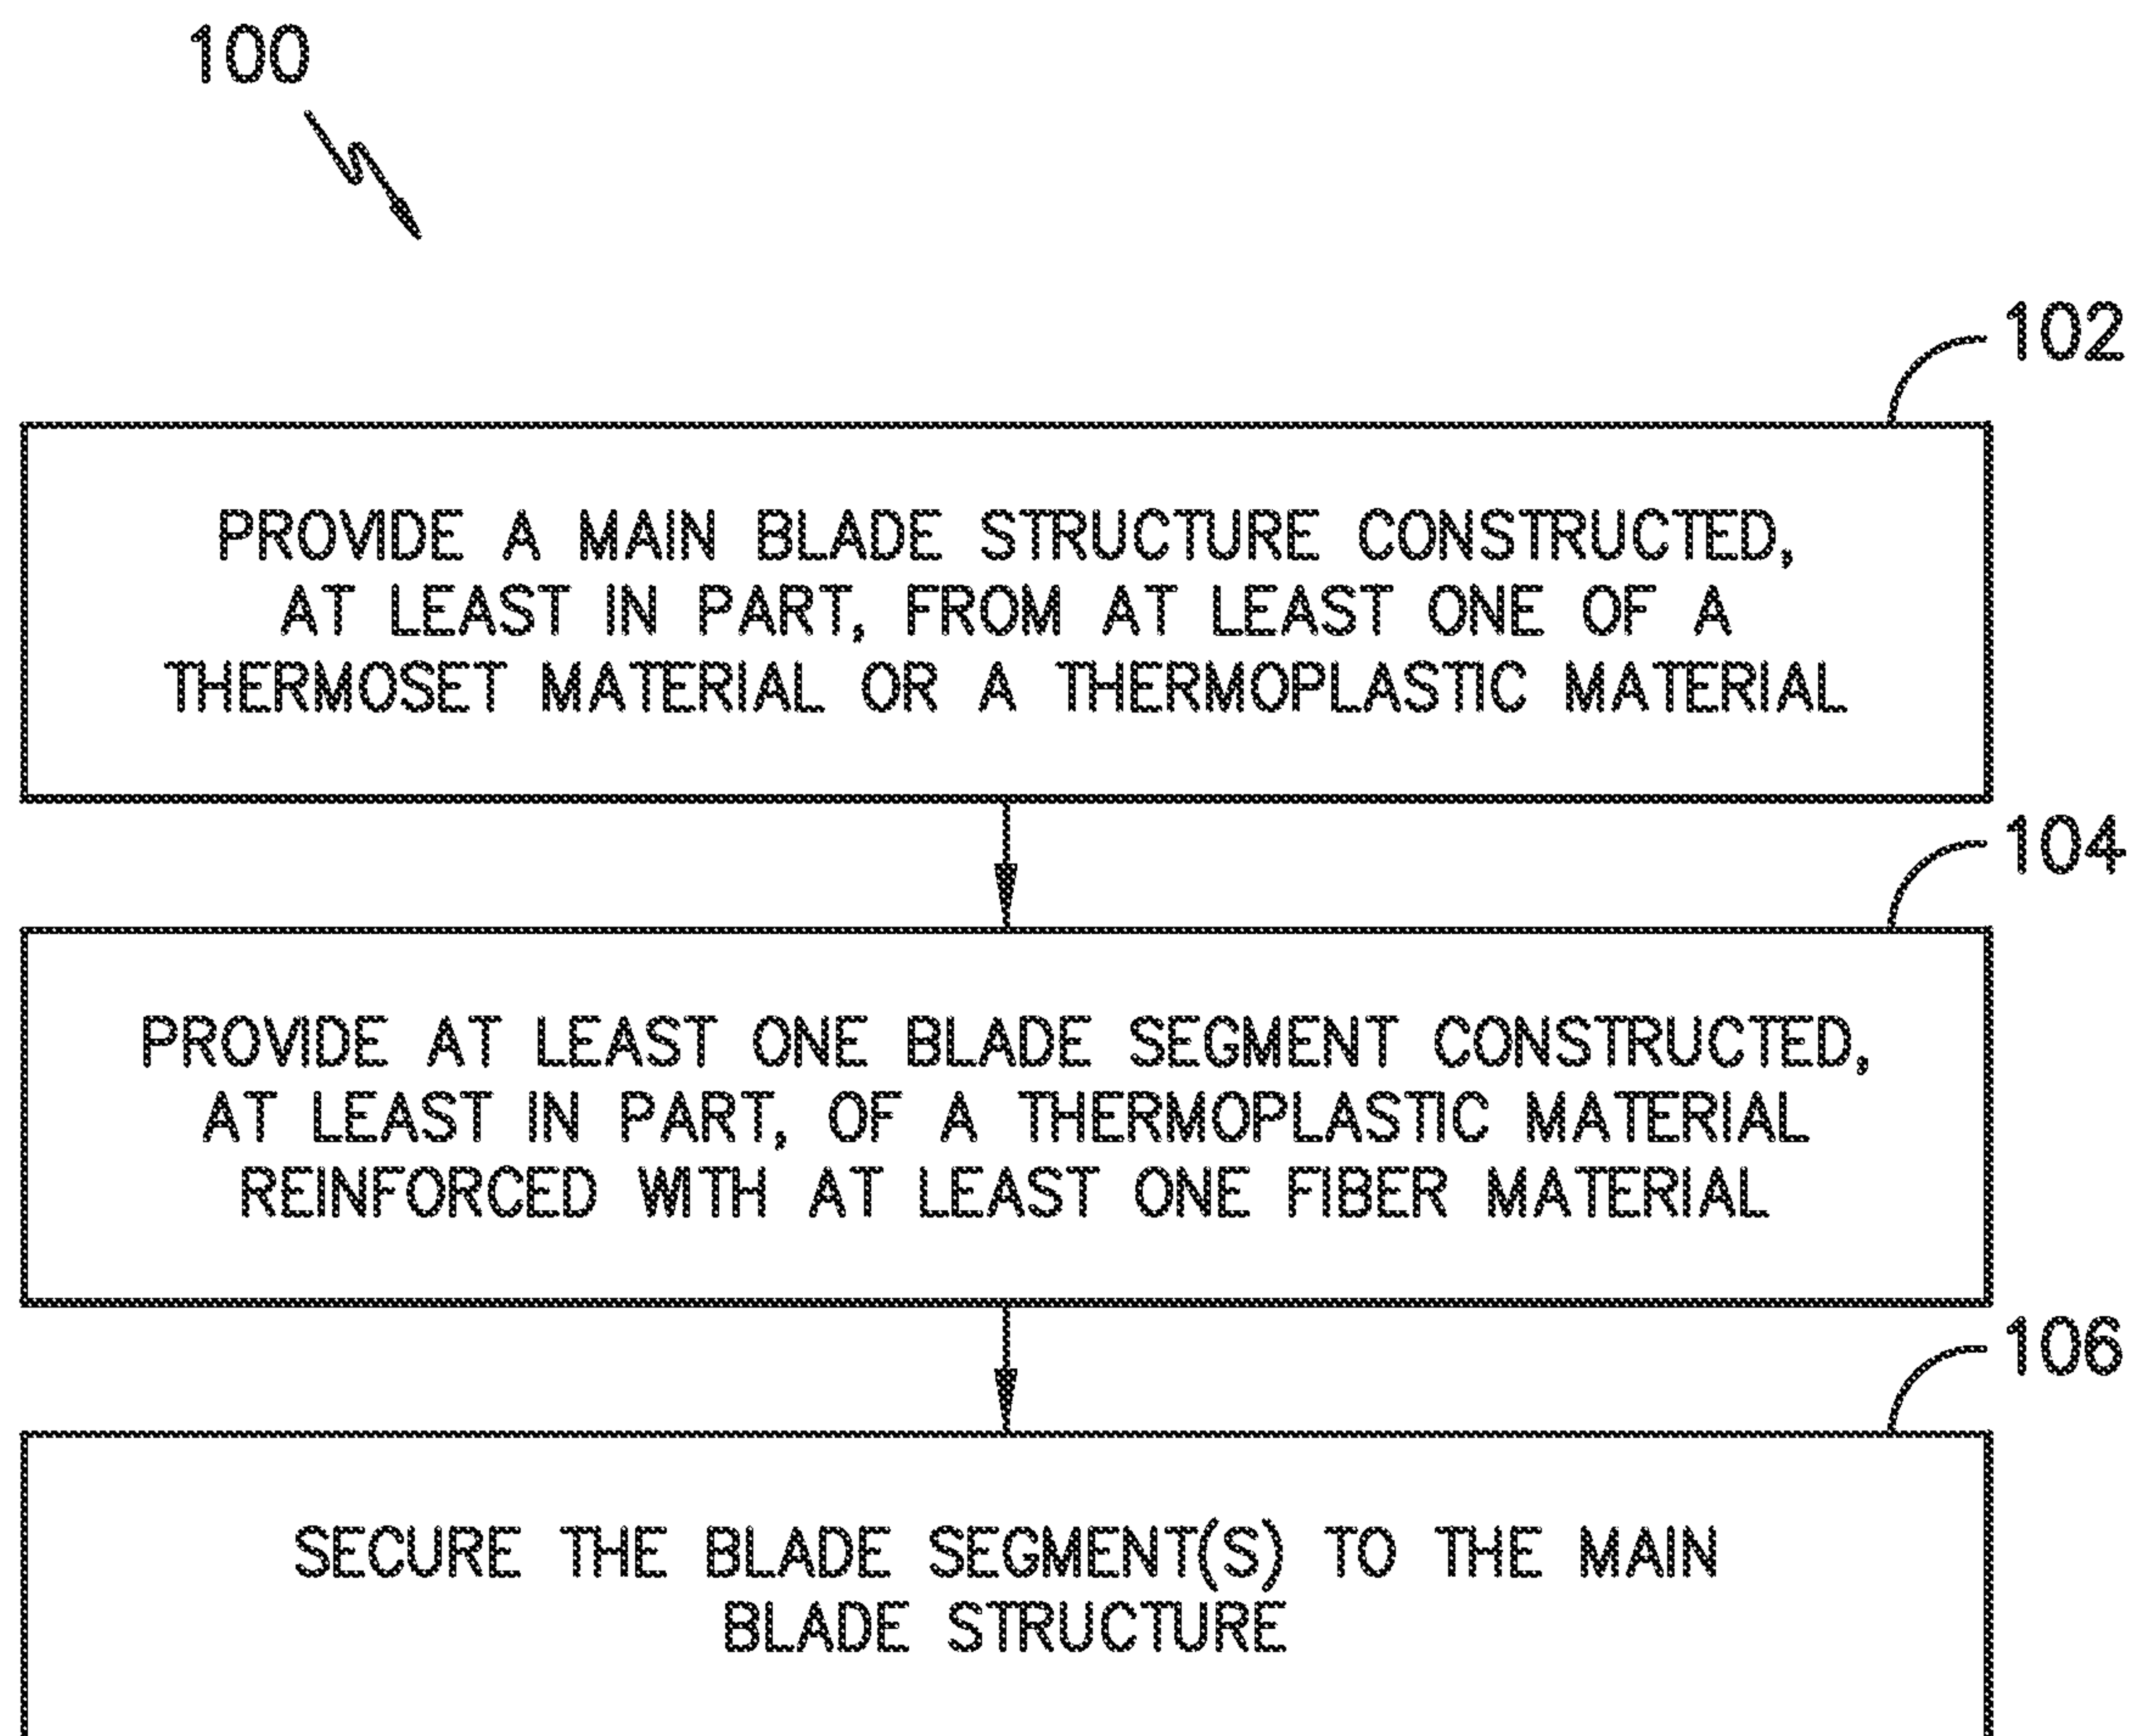 100
102
PROVIDE A MAIN BLADE STRUCTURE CONSTRUCTED,
AT LEAST IN PART, FROM AT LEAST ONE OF A
THERMOSET MATERIAL OR A THERMOPLASTIC MATERIAL
104
PROVIDE AT LEAST ONE BLADE SEGMENT CONSTRUCTED,
AT LEAST IN PART, OF A THERMOPLASTIC MATERIAL
REINFORCED WITH AT LEAST ONE FIBER MATERIAL
106
SECURE THE BLADE SEGMENT(S) TO THE MAIN
BLADE STRUCTURE